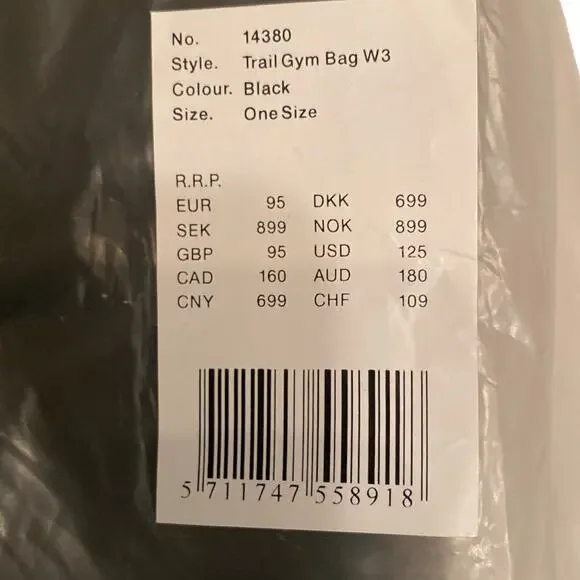 No. 14380
Style. Trail Gym Bag W3
Colour. Black
Size. One Size
R.R.P.
EUR 95 DKK 699
SEK 899 NOK 899
GBP 95 USD 125
CAD 160 AUD 180
CNY 699 CHF 109
5 711747 558918